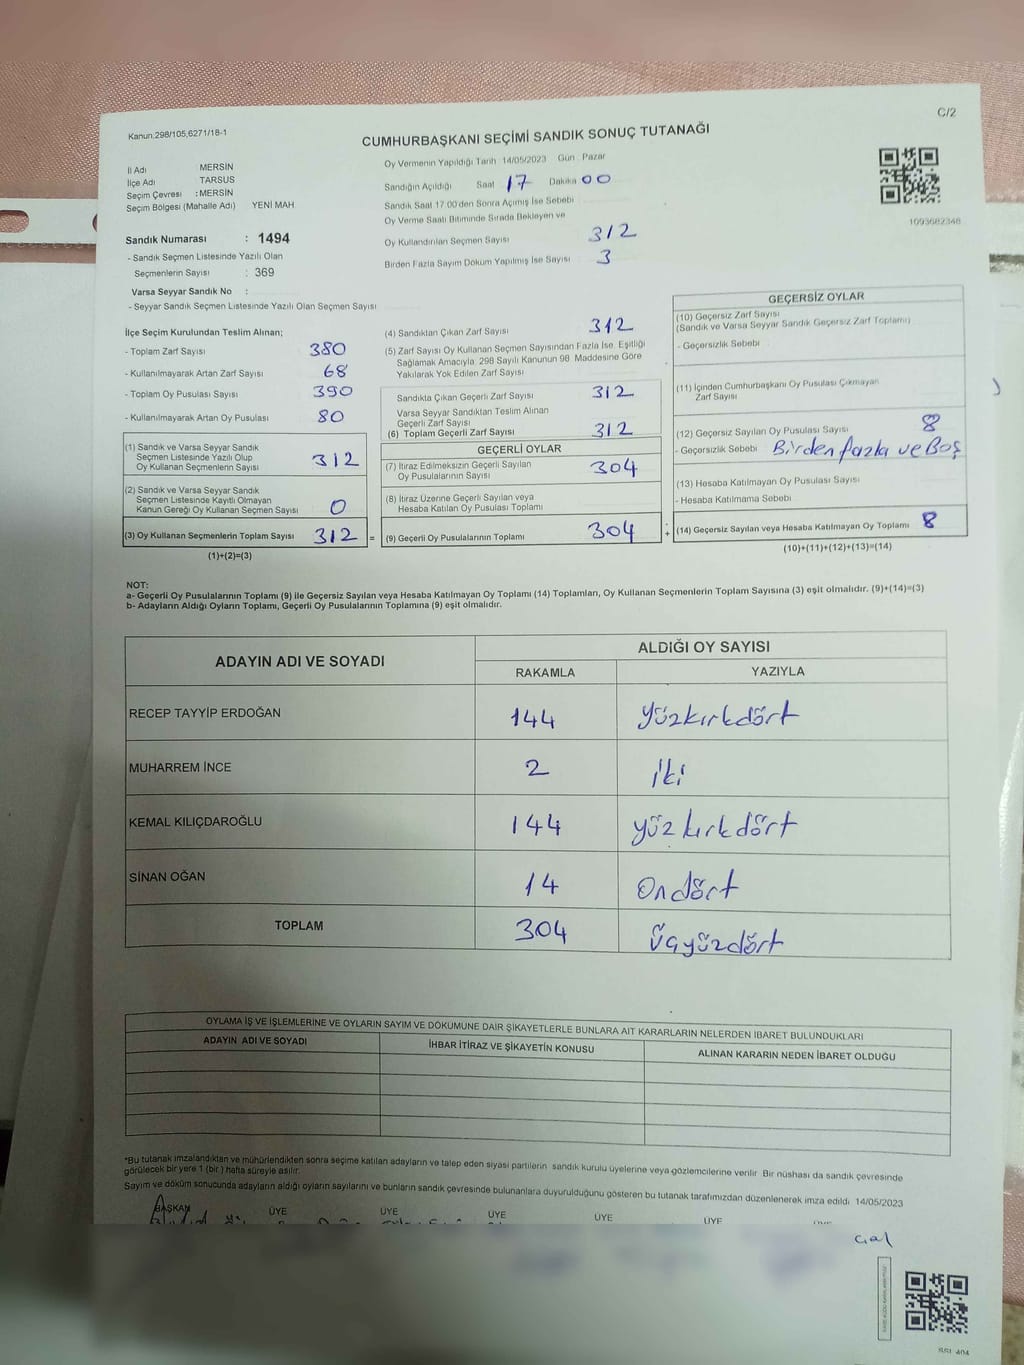 C/2
Kanun,298/105,6271/18-1
CUMHURBAŞKANI SEÇİMİ SANDIK SONUÇ TUTANAĞI
İl Adı MERSİN
İlçe Adı TARSUS
Seçim Çevresi : MERSİN
Seçim Bölgesi (Mahalle Adı) YENİ MAH
Sandık Numarası : 1494
- Sandık Seçmen Listesinde Yazılı Olan
Seçmenlerin Sayısı : 369
Varsa Seyyar Sandık No :
- Seyyar Sandık Seçmen Listesinde Yazılı Olan Seçmen Sayısı
Oy Vermenin Yapıldığı Tarih 14/05/2023 Gün Pazar
Sandığın Açıldığı Saat 17 Dakika 00
Sandık Saat 17 00'den Sonra Açımış İse Sebebi
Oy Verme Saati Bitiminde Sırada Bekleyen ve
Oy Kullandırılan Seçmen Sayısı 312
Birden Fazla Sayım Döküm Yapılmış İse Sayısı 3
1093682348
İlçe Seçim Kurulundan Teslim Alınan;
- Toplam Zarf Sayısı 380
- Kullanılmayarak Artan Zarf Sayısı 68
- Toplam Oy Pusulası Sayısı 390
- Kullanılmayarak Artan Oy Pusulası 80
(1) Sandık ve Varsa Seyyar Sandık
Seçmen Listesinde Yazılı Olup
Oy Kullanan Seçmenlerin Sayısı 312
(2) Sandık ve Varsa Seyyar Sandık
Seçmen Listesinde Kayıtlı Olmayan
Kanun Gereği Oy Kullanan Seçmen Sayısı 0
(3) Oy Kullanan Seçmenlerin Toplam Sayısı 312 =
(1)+(2)=(3)
(4) Sandıktan Çıkan Zarf Sayısı 312
(5) Zarf Sayısı Oy Kullanan Seçmen Sayısından Fazla İse, Eşitliği
Sağlamak Amacıyla, 298 Sayılı Kanunun 98. Maddesine Göre
Yakılarak Yok Edilen Zarf Sayısı
Sandıkta Çıkan Geçerli Zarf Sayısı 312
Varsa Seyyar Sandıktan Teslim Alınan
Geçerli Zarf Sayısı
(6) Toplam Geçerli Zarf Sayısı 312
GEÇERLİ OYLAR
(7) İtiraz Edilmeksizin Geçerli Sayılan
Oy Pusulasının Sayısı 304
(8) İtiraz Üzerine Geçerli Sayılan veya
Hesaba Katılan Oy Pusulası Toplamı
(9) Geçerli Oy Pusulalarının Toplamı 304 +
GEÇERSİZ OYLAR
(10) Geçersiz Zarf Sayısı
(Sandık ve Varsa Seyyar Sandık Geçersiz Zarf Toplamı)
- Geçersizlik Sebebi
(11) İçinden Cumhurbaşkanı Oy Pusulası Çıkmayan
Zarf Sayısı
(12) Geçersiz Sayılan Oy Pusulası Sayısı 8
- Geçersizlik Sebebi Birden fazla ve Boş
(13) Hesaba Katılmayan Oy Pusulası Sayısı
- Hesaba Katılmama Sebebi
(14) Geçersiz Sayılan veya Hesaba Katılmayan Oy Toplamı 8
(10)+(11)+(12)+(13)=(14)
NOT:
a- Geçerli Oy Pusulalarının Toplamı (9) ile Geçersiz Sayılan veya Hesaba Katılmayan Oy Toplamı (14) Toplamları, Oy Kullanan Seçmenlerin Toplam Sayısına (3) eşit olmalıdır. (9)+(14)=(3)
b- Adayların Aldığı Oyların Toplamı, Geçerli Oy Pusulalarının Toplamına (9) eşit olmalıdır.
ADAYIN ADI VE SOYADI ALDIĞI OY SAYISI
RAKAMLA YAZIYLA
RECEP TAYYİP ERDOĞAN 144 yüzkırkdört
MUHARREM İNCE 2 iki
KEMAL KILIÇDAROĞLU 144 yüzkırkdört
SİNAN OĞAN 14 Ondört
TOPLAM 304 Üçyüzdört
OYLAMA İŞ VE İŞLEMLERİNE VE OYLARIN SAYIM VE DÖKÜMÜNE DAİR ŞİKAYETLERLE BUNLARA AİT KARARLARIN NELERDEN İBARET BULUNDUKLARI
ADAYIN ADI VE SOYADI İHBAR İTİRAZ VE ŞİKAYETİN KONUSU ALINAN KARARIN NEDEN İBARET OLDUĞU
*Bu tutanak imzalandıktan ve mühürlendikten sonra seçime katılan adayların ve talep eden siyasi partilerin sandık kurulu üyelerine veya gözlemcilerine verilir. Bir nüshası da sandık çevresinde
görülecek bir yere 1 (bir ) hafta süreyle asılır.
Sayım ve döküm sonucunda adayların aldığı oyların sayılarını ve bunların sandık çevresinde bulunanlara duyurulduğunu gösteren bu tutanak tarafımızdan düzenlenerek imza edildi. 14/05/2023
BAŞKAN ÜYE ÜYE ÜYE ÜYE ÜYE